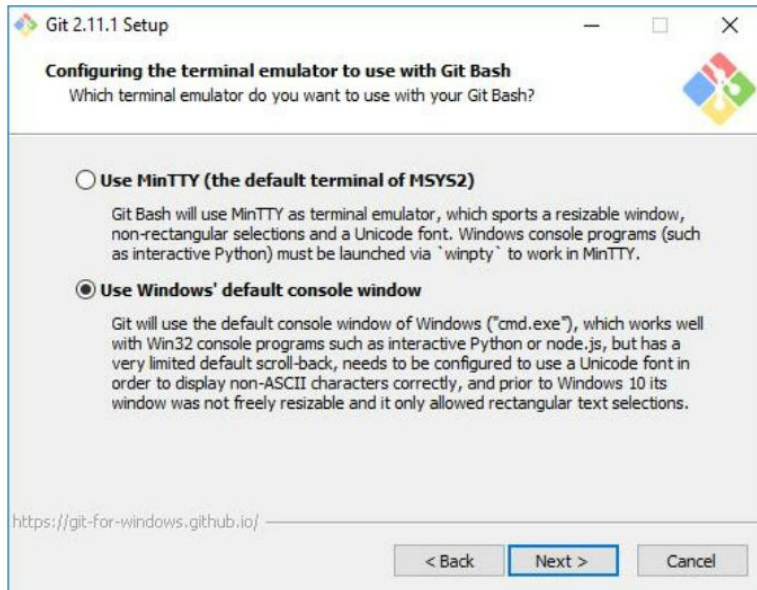 Git 2.11.1 Setup
Configuring the terminal emulator to use with Git Bash
Which terminal emulator do you want to use with your Git Bash?
Use MinTTY (the default terminal of MSYS2)
Git Bash will use MinTTY as terminal emulator, which sports a resizable window,
non-rectangular selections and a Unicode font. Windows console programs (such
as interactive Python) must be launched via `winpty` to work in MinTTY.
Use Windows' default console window
Git will use the default console window of Windows ("cmd.exe"), which works well
with Win32 console programs such as interactive Python or node.js, but has a
very limited default scroll-back, needs to be configured to use a Unicode font in
order to display non-ASCII characters correctly, and prior to Windows 10 its
window was not freely resizable and it only allowed rectangular text selections.
https://git-for-windows.github.io/
< Back Next > Cancel